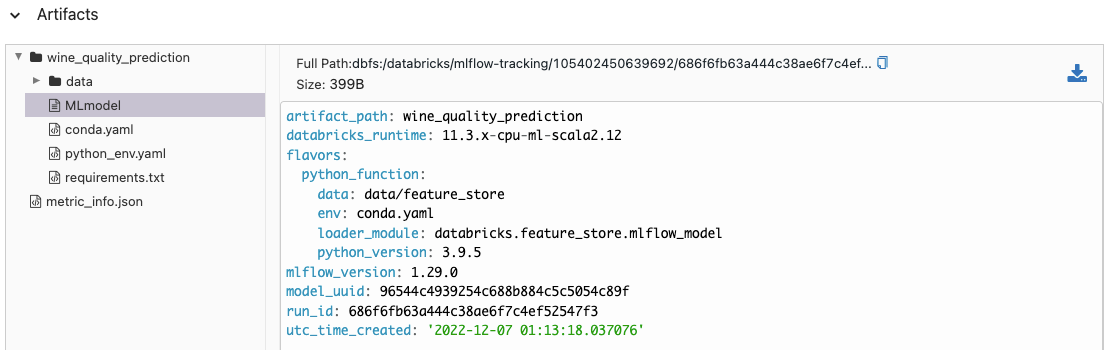 Artifacts
wine_quality_prediction
data
MLmodel
conda.yaml
python_env.yaml
requirements.txt
metric_info.json
Full Path:dbfs:/databricks/mlflow-tracking/105402450639692/686f6fb63a444c38ae6f7c4ef...
Size: 399B
artifact_path: wine_quality_prediction
databricks_runtime: 11.3.x-cpu-ml-scala2.12
flavors:
  python_function:
    data: data/feature_store
    env: conda.yaml
    loader_module: databricks.feature_store.mlflow_model
    python_version: 3.9.5
mlflow_version: 1.29.0
model_uuid: 96544c4939254c688b884c5c5054c89f
run_id: 686f6fb63a444c38ae6f7c4ef52547f3
utc_time_created: '2022-12-07 01:13:18.037076'